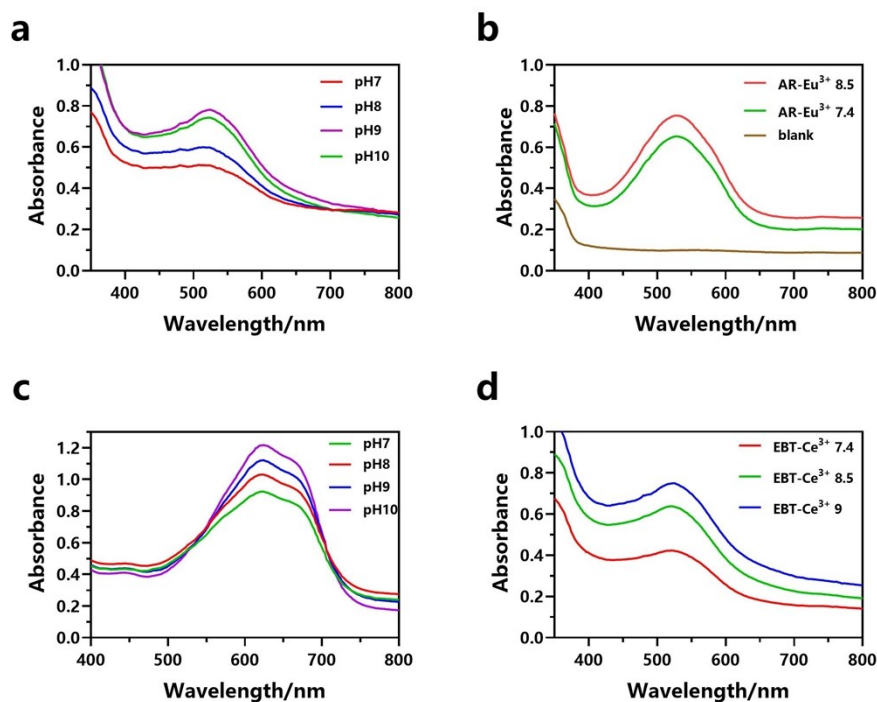 a
Absorbance
1.0
0.8
0.6
0.4
0.2
0.0
400
500
600
700
800
Wavelength/nm
pH7
pH8
pH9
pH10
b
Absorbance
1.0
0.8
0.6
0.4
0.2
0.0
400
500
600
700
800
Wavelength/nm
AR-Eu³⁺ 8.5
AR-Eu³⁺ 7.4
blank
c
Absorbance
1.2
1.0
0.8
0.6
0.4
0.2
0.0
400
500
600
700
800
Wavelength/nm
pH7
pH8
pH9
pH10
d
Absorbance
1.0
0.8
0.6
0.4
0.2
0.0
400
500
600
700
800
Wavelength/nm
EBT-Ce³⁺ 7.4
EBT-Ce³⁺ 8.5
EBT-Ce³⁺ 9